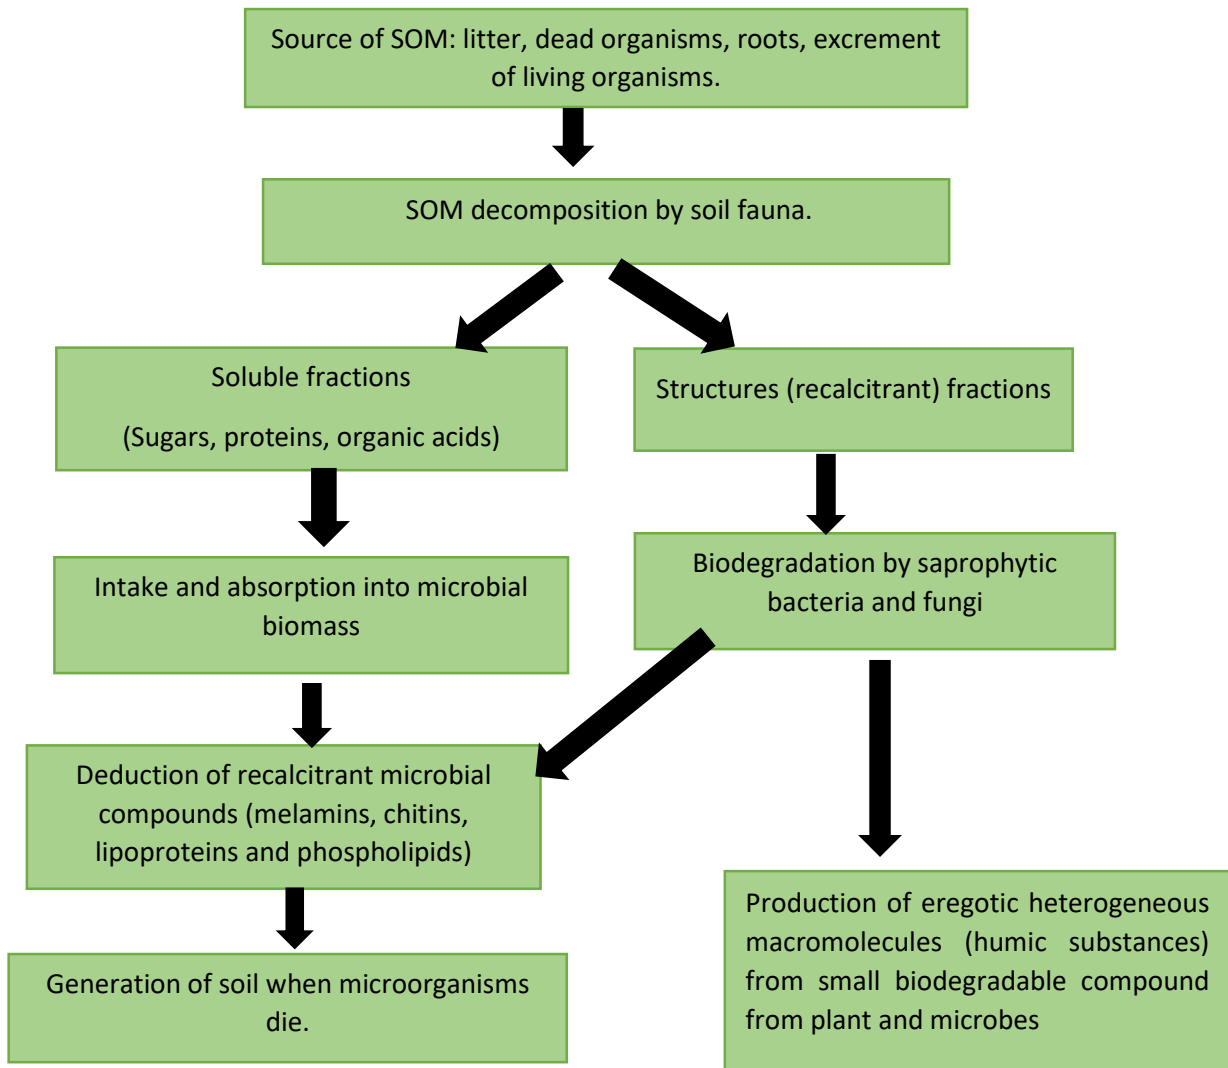 Source of SOM: litter, dead organisms, roots, excrement
of living organisms.
SOM decomposition by soil fauna.
Soluble fractions
(Sugars, proteins, organic acids)
Structures (recalcitrant) fractions
Intake and absorption into microbial
biomass
Biodegradation by saprophytic
bacteria and fungi
Deduction of recalcitrant microbial
compounds (melamins, chitins,
lipoproteins and phospholipids)
Production of eregotic heterogeneous
macromolecules (humic substances)
from small biodegradable compound
from plant and microbes
Generation of soil when microorganisms
die.